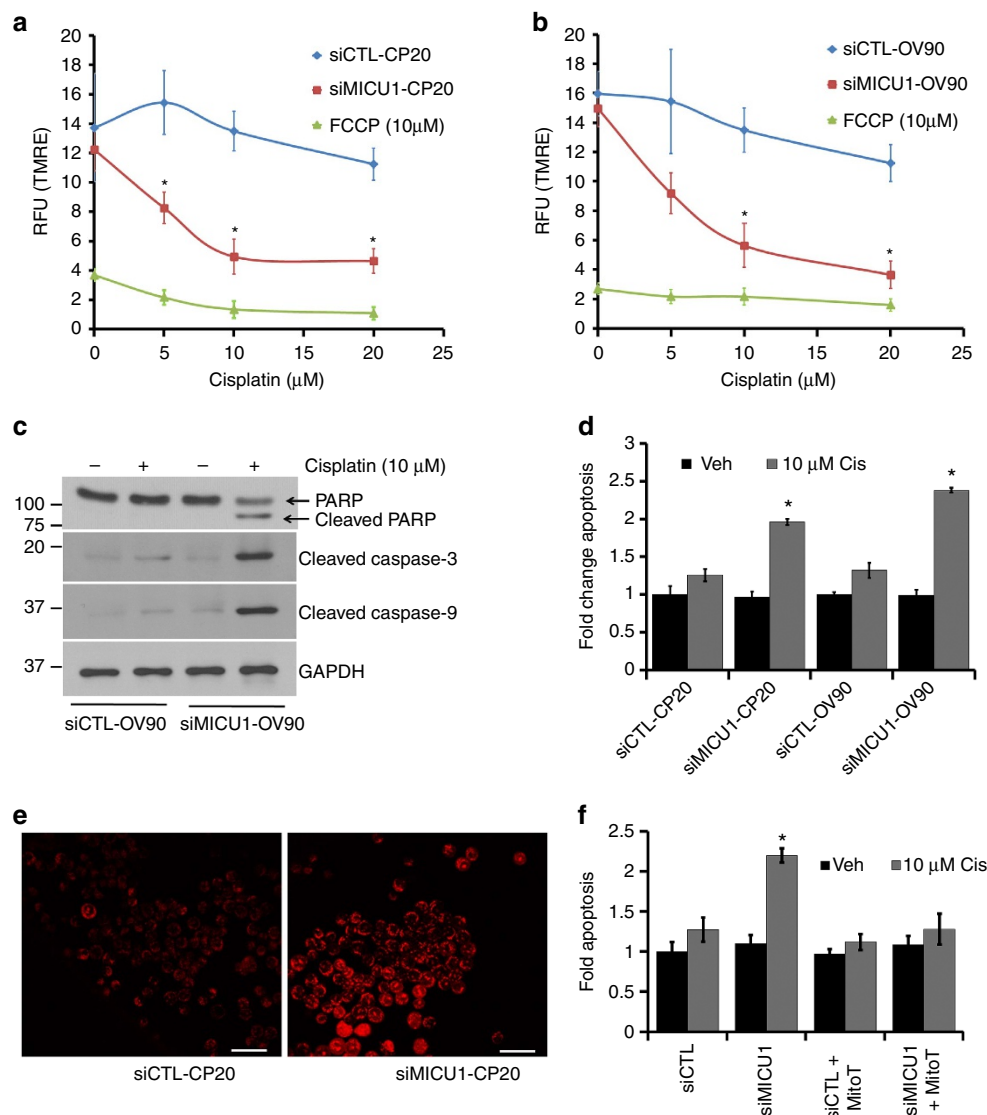 a
20
18
16
14
12
10
8
6
4
2
0
RFU (TMRE)
siCTL-CP20
siMICU1-CP20
FCCP (10μM)
*
*
*
0 5 10 15 20 25
Cisplatin (μM)
b
20
18
16
14
12
10
8
6
4
2
0
RFU (TMRE)
siCTL-OV90
siMICU1-OV90
FCCP (10μM)
*
*
0 5 10 15 20 25
Cisplatin (μM)
c
– + – + Cisplatin (10 μM)
100
75
PARP
Cleaved PARP
20
Cleaved caspase-3
37
Cleaved caspase-9
37
GAPDH
siCTL-OV90 siMICU1-OV90
d
3
2.5
2
1.5
1
0.5
0
Fold change apoptosis
Veh 10 μM Cis
*
*
siCTL-CP20
siMICU1-CP20
siCTL-OV90
siMICU1-OV90
e
siCTL-CP20 siMICU1-CP20
f
2.5
2
1.5
1
0.5
0
Fold apoptosis
Veh 10 μM Cis
*
siCTL
siMICU1
siCTL +
MitoT
siMICU1
+ MitoT